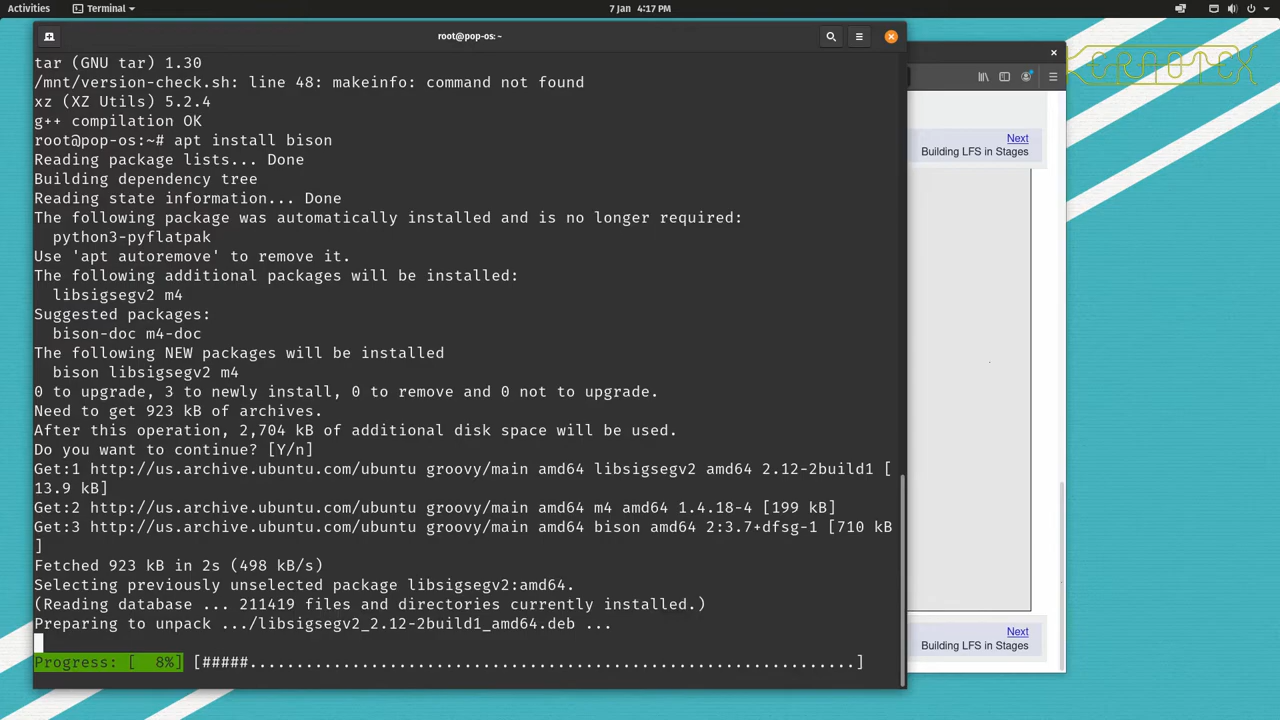 Activities
Terminal
7 Jan 4:17 PM
root@pop-os: ~
tar (GNU tar) 1.30
/mnt/version-check.sh: line 48: makeinfo: command not found
xz (XZ Utils) 5.2.4
g++ compilation OK
root@pop-os:~# apt install bison
Reading package lists... Done
Building dependency tree
Reading state information... Done
The following package was automatically installed and is no longer required:
python3-pyflatpak
Use 'apt autoremove' to remove it.
The following additional packages will be installed:
libsigsegv2 m4
Suggested packages:
bison-doc m4-doc
The following NEW packages will be installed
bison libsigsegv2 m4
0 to upgrade, 3 to newly install, 0 to remove and 0 not to upgrade.
Need to get 923 kB of archives.
After this operation, 2,704 kB of additional disk space will be used.
Do you want to continue? [Y/n]
Get:1 http://us.archive.ubuntu.com/ubuntu groovy/main amd64 libsigsegv2 amd64 2.12-2build1 [
13.9 kB]
Get:2 http://us.archive.ubuntu.com/ubuntu groovy/main amd64 m4 amd64 1.4.18-4 [199 kB]
Get:3 http://us.archive.ubuntu.com/ubuntu groovy/main amd64 bison amd64 2:3.7+dfsg-1 [710 kB
]
Fetched 923 kB in 2s (498 kB/s)
Selecting previously unselected package libsigsegv2:amd64.
(Reading database ... 211419 files and directories currently installed.)
Preparing to unpack .../libsigsegv2_2.12-2build1_amd64.deb ...
Progress: [  8%] [#####..........................................................]
KERAOTEX
Next
Building LFS in Stages
Next
Building LFS in Stages